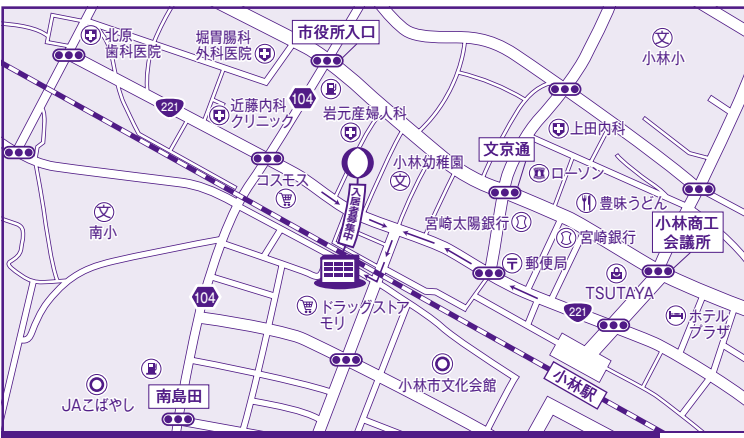 北原
歯科医院
堀胃腸科
外科医院
市役所入口
文
小林小
221
近藤内科
クリニック
104
岩元産婦人科
上田内科
文京通
小林幼稚園
文
ローソン
コスモス
入居者募集中
豊味うどん
文
南小
宮崎太陽銀行
宮崎銀行
小林商工
会議所
〒郵便局
TSUTAYA
104
ドラッグストア
モリ
221
ホテル
プラザ
小林駅
小林市文化会館
JAこばやし
南島田